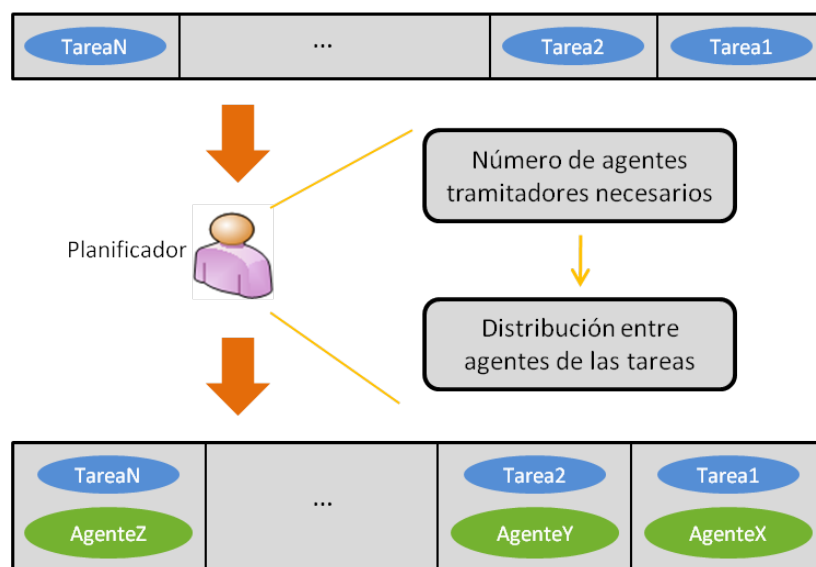 TareaN
...
Tarea2
Tarea1
Número de agentes
tramitadores necesarios
Planificador
Distribución entre
agentes de las tareas
TareaN
...
Tarea2
Tarea1
AgenteZ
AgenteY
AgenteX